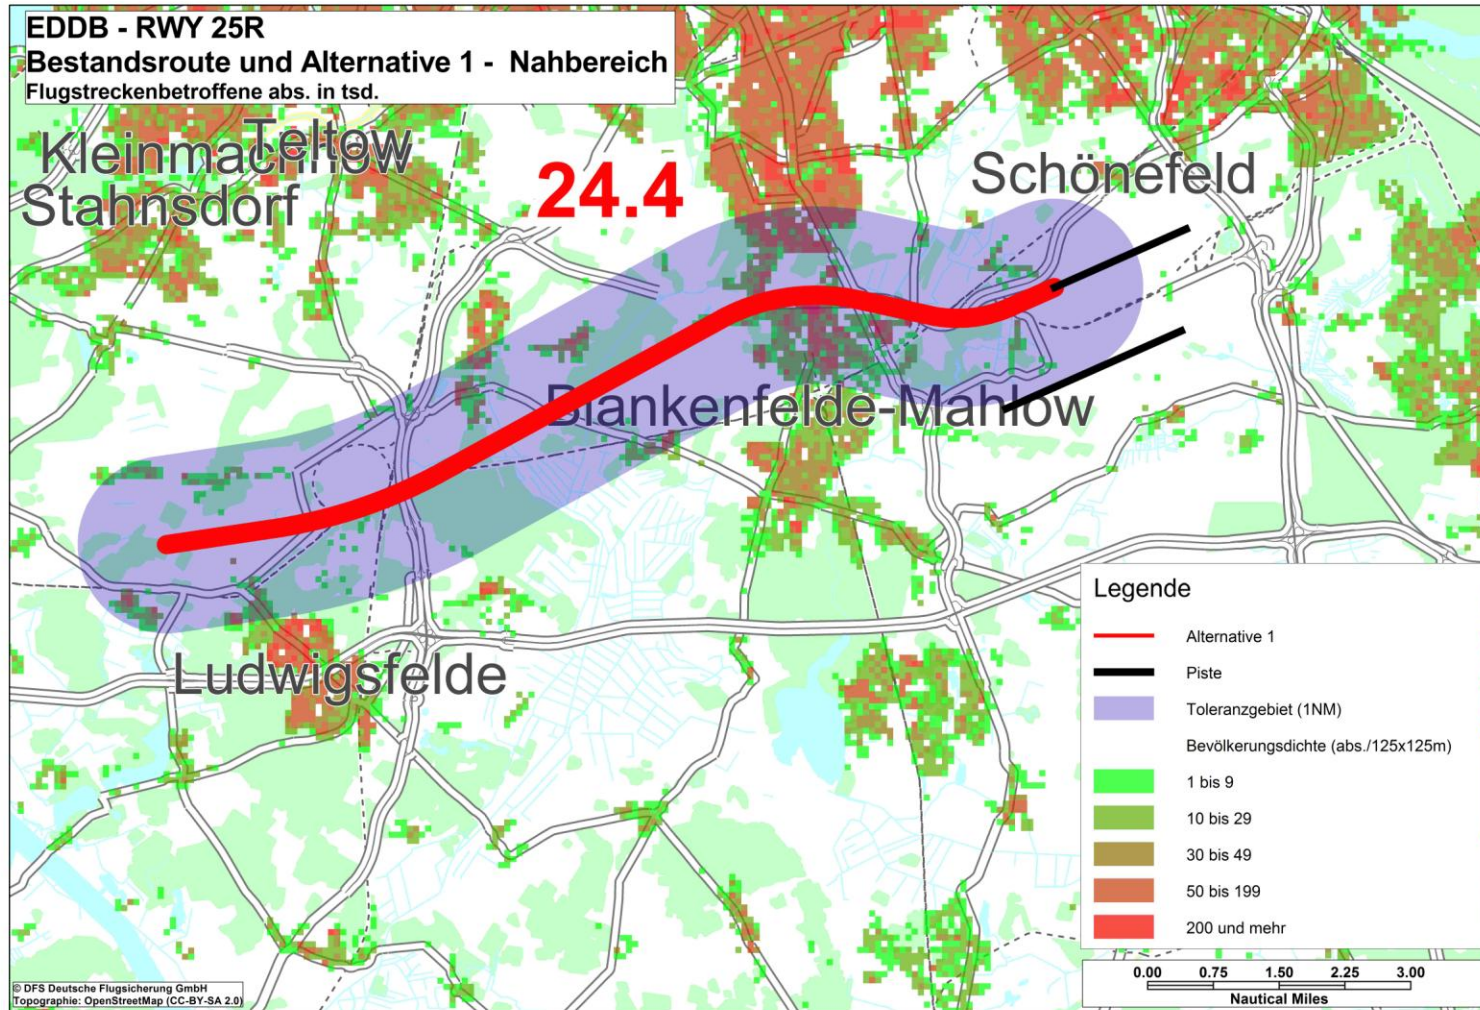 EDDB - RWY 25R
Bestandsroute und Alternative 1 - Nahbereich
Flugstreckenbetroffene abs. in tsd.
Teltow
Kleinmachnow
Stahnsdorf
24.4
Schönefeld
Blankenfelde-Mahlow
Ludwigsfelde
Legende
Alternative 1
Piste
Toleranzgebiet (1NM)
Bevölkerungsdichte (abs./125x125m)
1 bis 9
10 bis 29
30 bis 49
50 bis 199
200 und mehr
0.00 0.75 1.50 2.25 3.00
Nautical Miles
© DFS Deutsche Flugsicherung GmbH
Topographie: OpenStreetMap (CC-BY-SA 2.0)